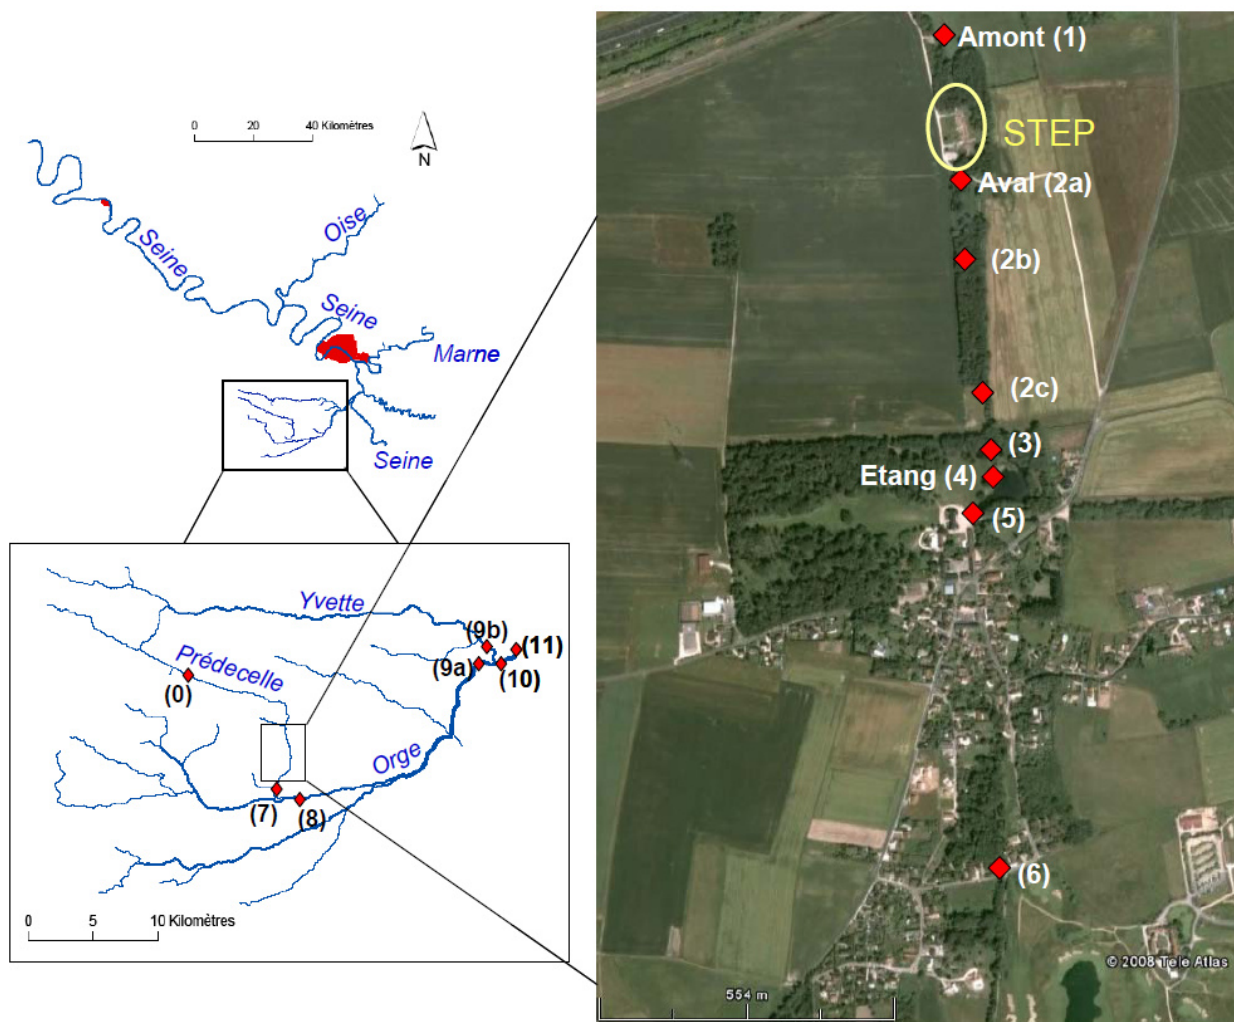 0 20 40 Kilomètres
N
Oise
Seine
Seine
Marne
Seine
Yvette
Prédecelle
(0)
(9b)
(11)
(9a)
(10)
Orge
(7)
(8)
0 5 10 Kilomètres
Amont (1)
STEP
Aval (2a)
(2b)
(2c)
(3)
Etang (4)
(5)
(6)
© 2008 Tele Atlas
554 m